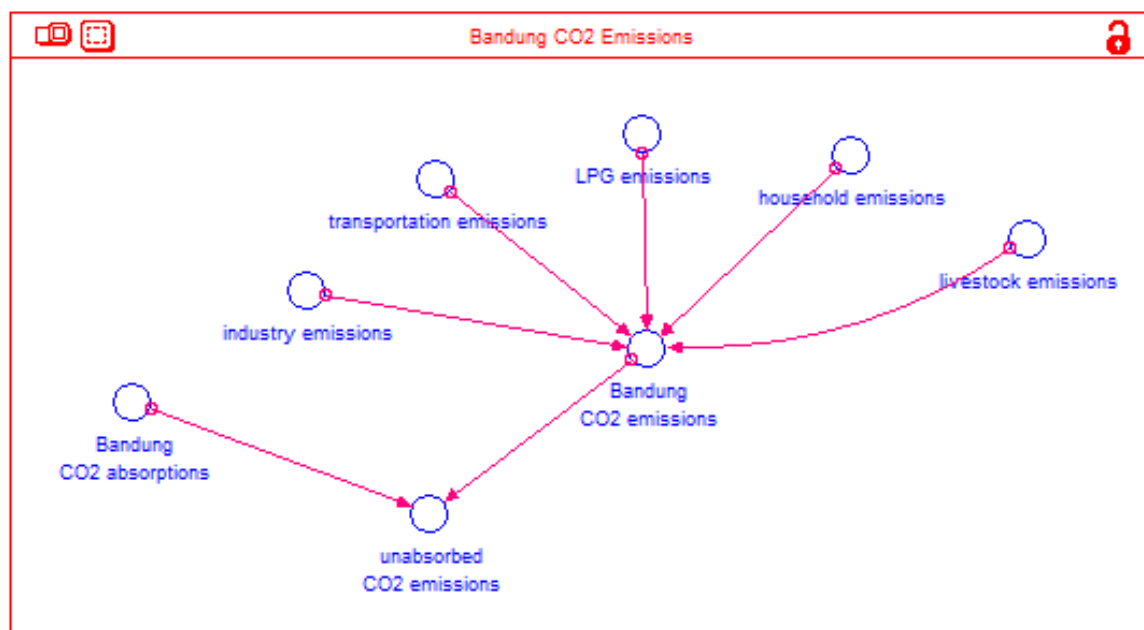 Bandung CO2 Emissions
LPG emissions
household emissions
transportation emissions
livestock emissions
industry emissions
Bandung
CO2 emissions
Bandung
CO2 absorptions
unabsorbed
CO2 emissions